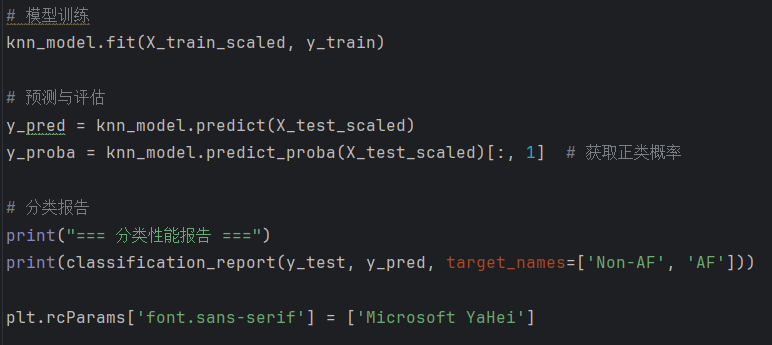 # 模型训练
knn_model.fit(X_train_scaled, y_train)
# 预测与评估
y_pred = knn_model.predict(X_test_scaled)
y_proba = knn_model.predict_proba(X_test_scaled)[:, 1]  # 获取正类概率
# 分类报告
print("=== 分类性能报告 ===")
print(classification_report(y_test, y_pred, target_names=['Non-AF', 'AF']))
plt.rcParams['font.sans-serif'] = ['Microsoft YaHei']